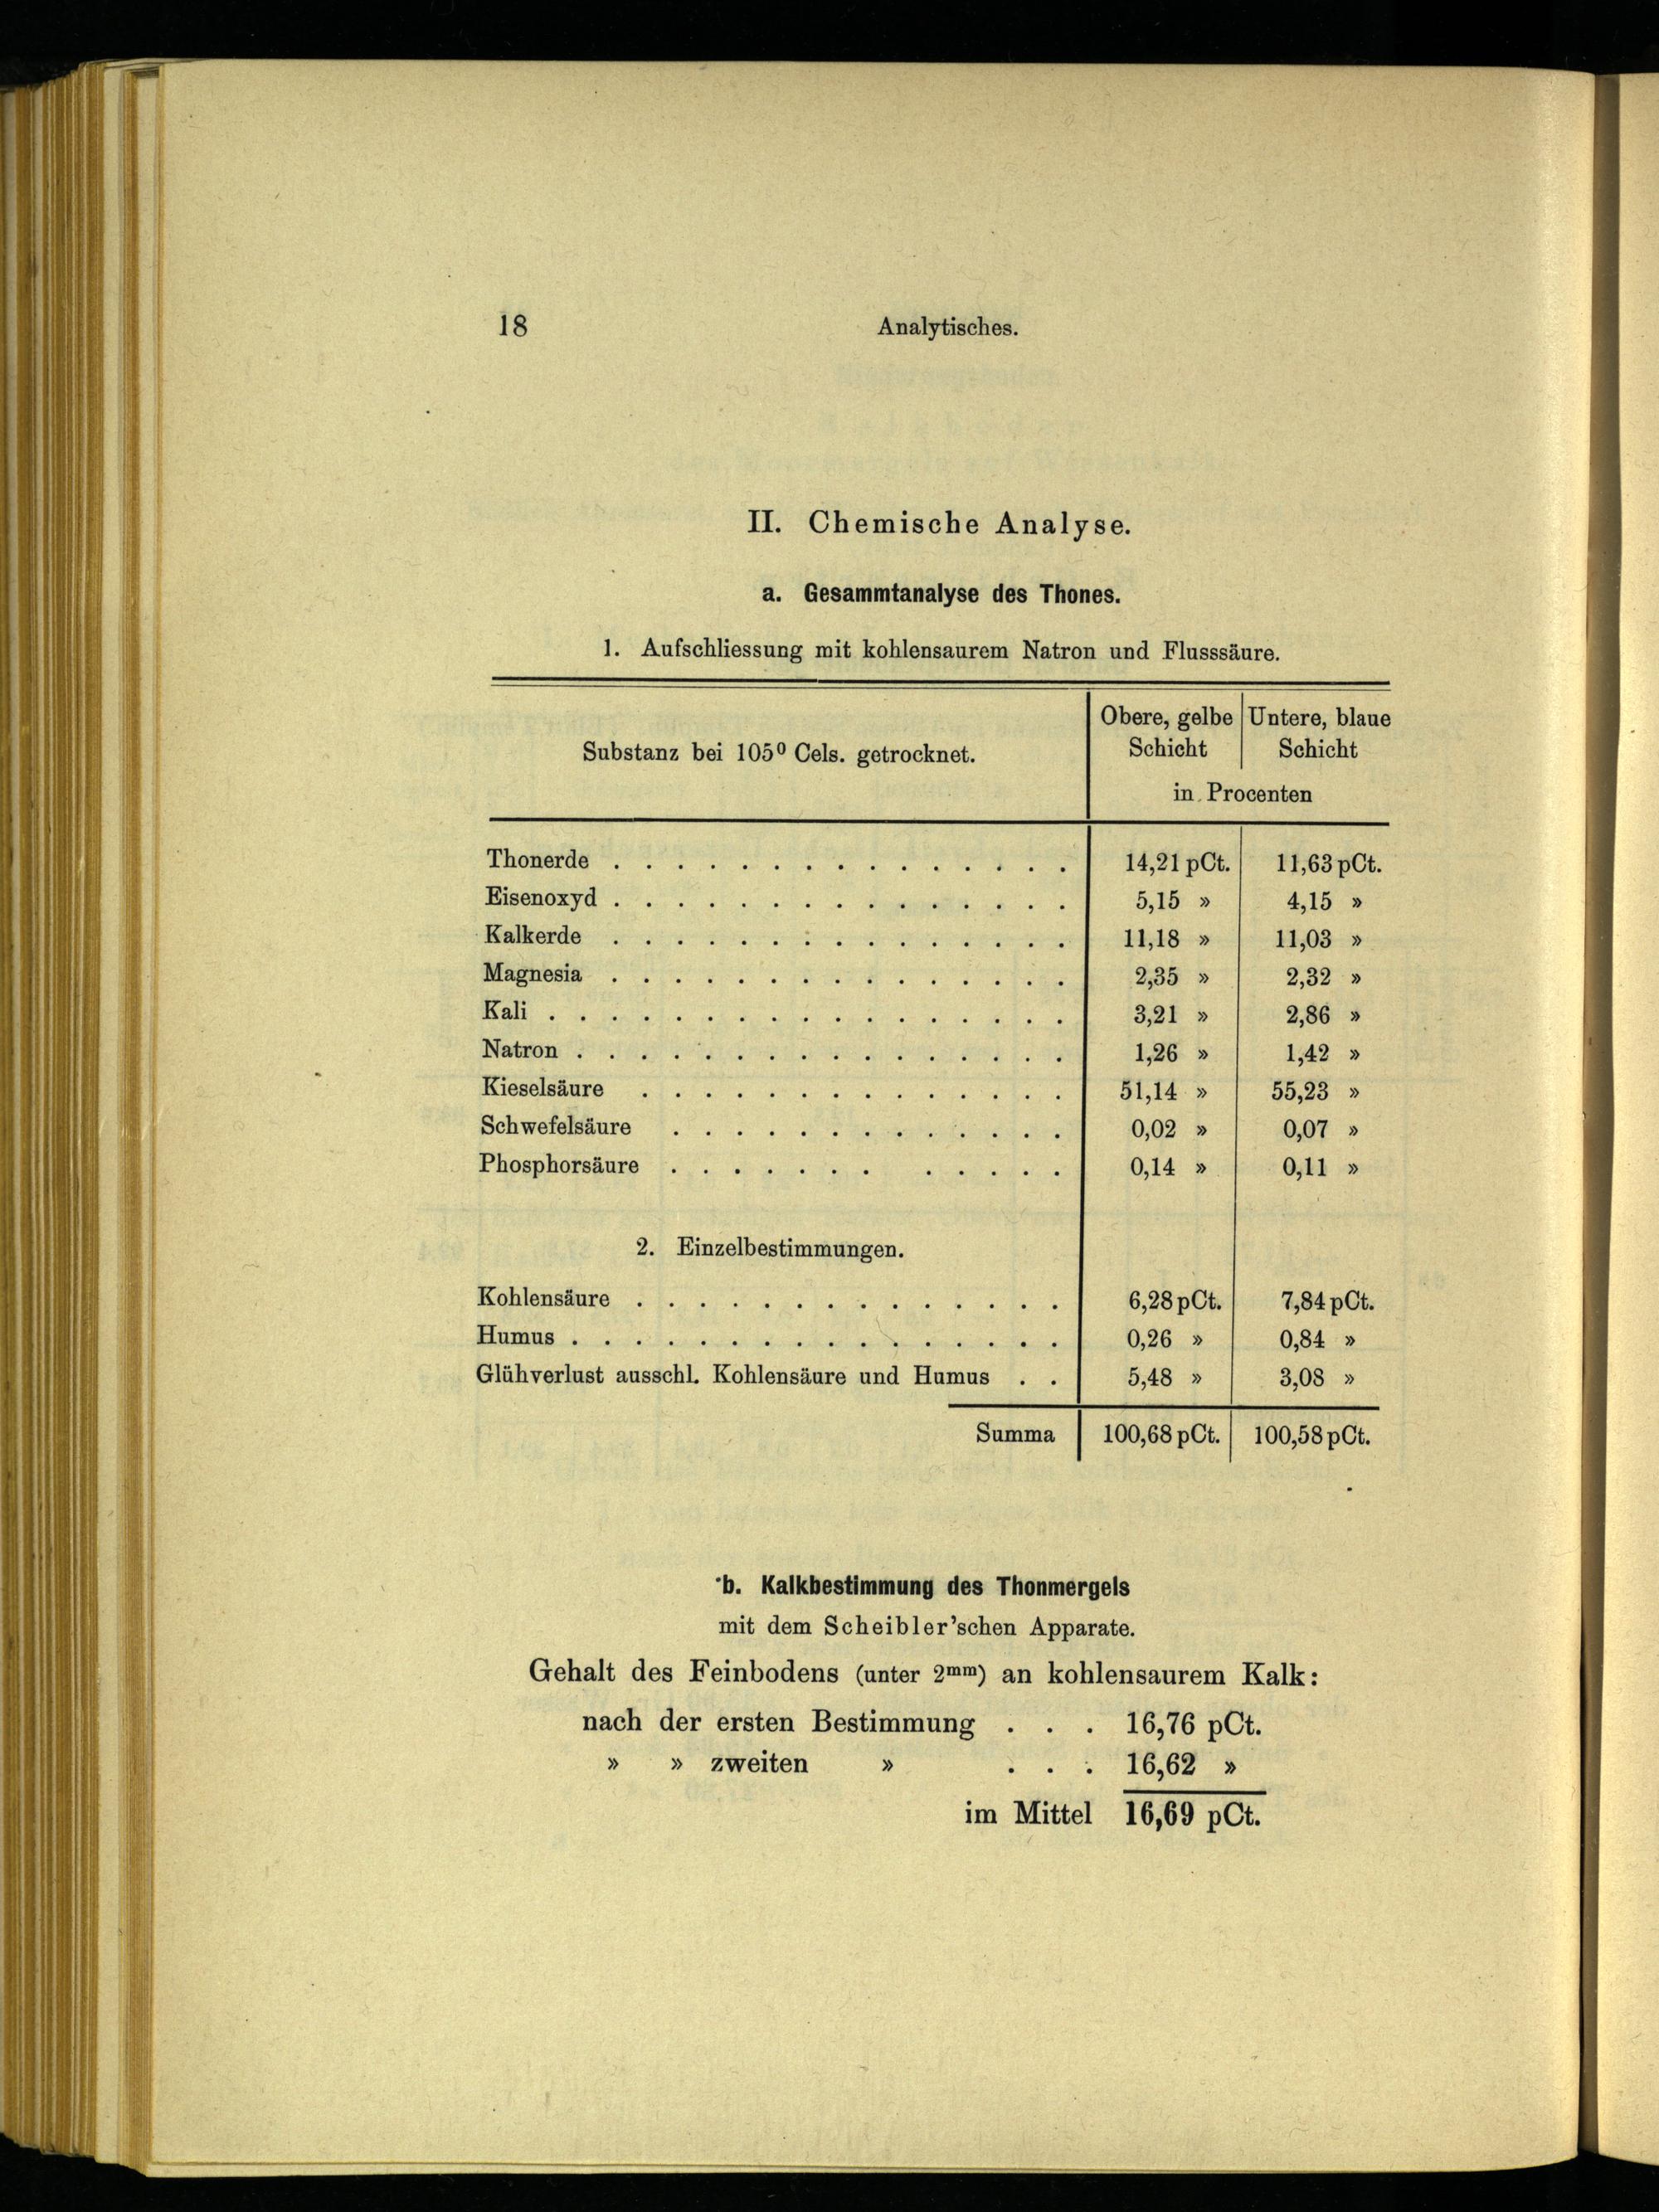 18 Analytisches.
II. Chemische Analyse.
a. Gesammtanalyse des Thones.
1. Aufschliessung mit kohlensaurem Natron und Flusssäure.
Substanz bei 105⁰ Cels. getrocknet.
Obere, gelbe Schicht
Untere, blaue Schicht
in Procenten
Thonerde . . . . . . . . . . . . . . . 14,21 pCt. 11,63 pCt.
Eisenoxyd . . . . . . . . . . . . . . . 5,15 » 4,15 »
Kalkerde . . . . . . . . . . . . . . . 11,18 » 11,03 »
Magnesia . . . . . . . . . . . . . . . 2,35 » 2,32 »
Kali . . . . . . . . . . . . . . . . . 3,21 » 2,86 »
Natron . . . . . . . . . . . . . . . . 1,26 » 1,42 »
Kieselsäure . . . . . . . . . . . . . . 51,14 » 55,23 »
Schwefelsäure . . . . . . . . . . . . . 0,02 » 0,07 »
Phosphorsäure . . . . . . . . . . . . 0,14 » 0,11 »
2. Einzelbestimmungen.
Kohlensäure . . . . . . . . . . . . . . 6,28 pCt. 7,84 pCt.
Humus . . . . . . . . . . . . . . . . 0,26 » 0,84 »
Glühverlust ausschl. Kohlensäure und Humus . . 5,48 » 3,08 »
Summa 100,68 pCt. 100,58 pCt.
b. Kalkbestimmung des Thonmergels
mit dem Scheibler'schen Apparate.
Gehalt des Feinbodens (unter 2mm) an kohlensaurem Kalk:
nach der ersten Bestimmung . . . 16,76 pCt.
» » zweiten » . . . 16,62 »
im Mittel 16,69 pCt.